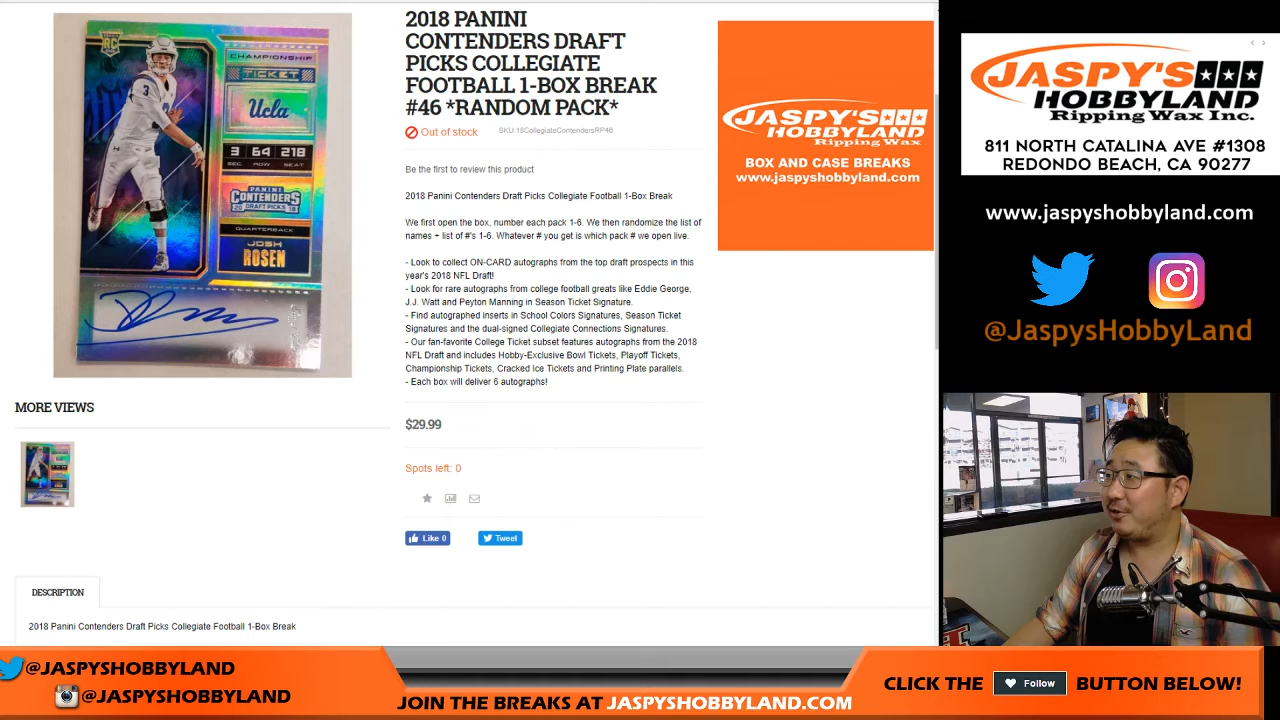 RC
3
CHAMPIONSHIP
TICKET
Ucla
3 64 218
SEC. ROW SEAT
PANINI
CONTENDERS
20 DRAFT PICKS 18
QUARTERBACK
JOSH
ROSEN
MORE VIEWS
2018 PANINI
CONTENDERS DRAFT
PICKS COLLEGIATE
FOOTBALL 1-BOX BREAK
#46 *RANDOM PACK*
Out of stock SKU:18CollegiateContendersRP46
Be the first to review this product
2018 Panini Contenders Draft Picks Collegiate Football 1-Box Break
We first open the box, number each pack 1-6. We then randomize the list of
names + list of #'s 1-6. Whatever # you get is which pack # we open live.
- Look to collect ON-CARD autographs from the top draft prospects in this
year's 2018 NFL Draft!
- Look for rare autographs from college football greats like Eddie George,
J.J. Watt and Peyton Manning in Season Ticket Signature.
- Find autographed inserts in School Colors Signatures, Season Ticket
Signatures and the dual-signed Collegiate Connections Signatures.
- Our fan-favorite College Ticket subset features autographs from the 2018
NFL Draft and includes Hobby-Exclusive Bowl Tickets, Playoff Tickets,
Championship Tickets, Cracked Ice Tickets and Printing Plate parallels.
- Each box will deliver 6 autographs!
$29.99
Spots left: 0
Like 0 Tweet
DESCRIPTION
2018 Panini Contenders Draft Picks Collegiate Football 1-Box Break
JASPY'S
HOBBYLAND
Ripping Wax
BOX AND CASE BREAKS
www.jaspyshobbyland.com
JASPY'S
HOBBYLAND
Ripping Wax Inc.
811 NORTH CATALINA AVE #1308
REDONDO BEACH, CA 90277
www.jaspyshobbyland.com
@JaspysHobbyLand
@JASPYSHOBBYLAND
@JASPYSHOBBYLAND
JOIN THE BREAKS AT JASPYSHOBBYLAND.COM
CLICK THE Follow BUTTON BELOW!